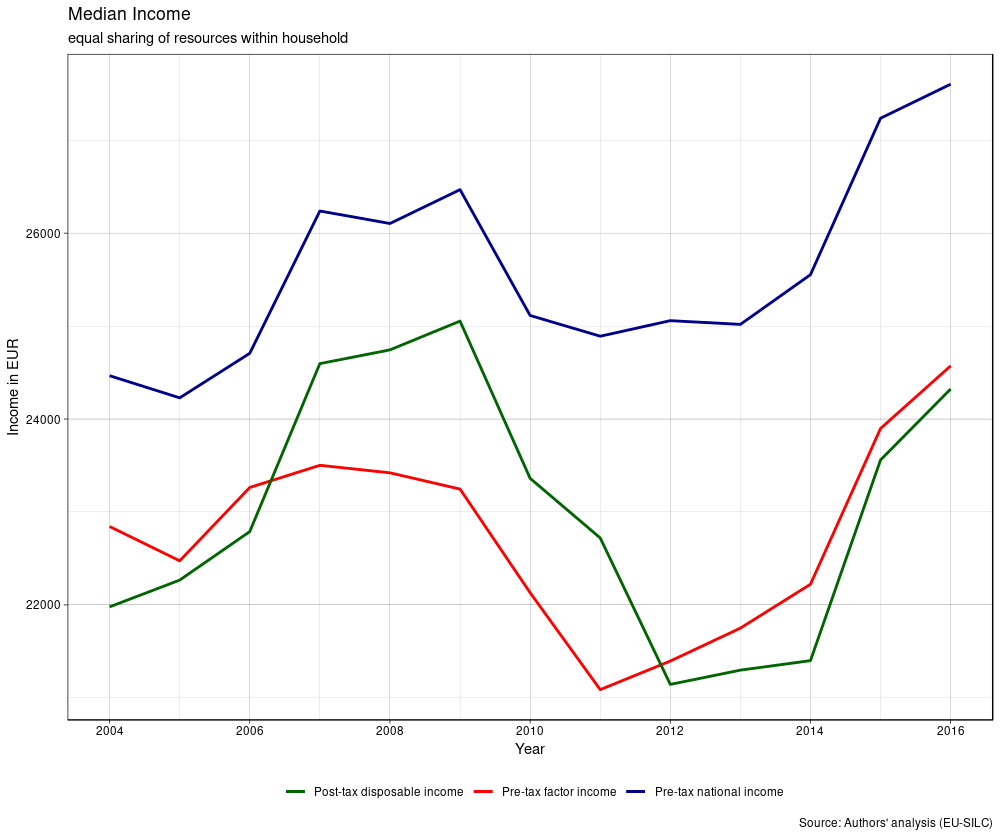 Median Income
equal sharing of resources within household
Income in EUR
26000
24000
22000
2004 2006 2008 2010 2012 2014 2016
Year
Post-tax disposable income Pre-tax factor income Pre-tax national income
Source: Authors' analysis (EU-SILC)